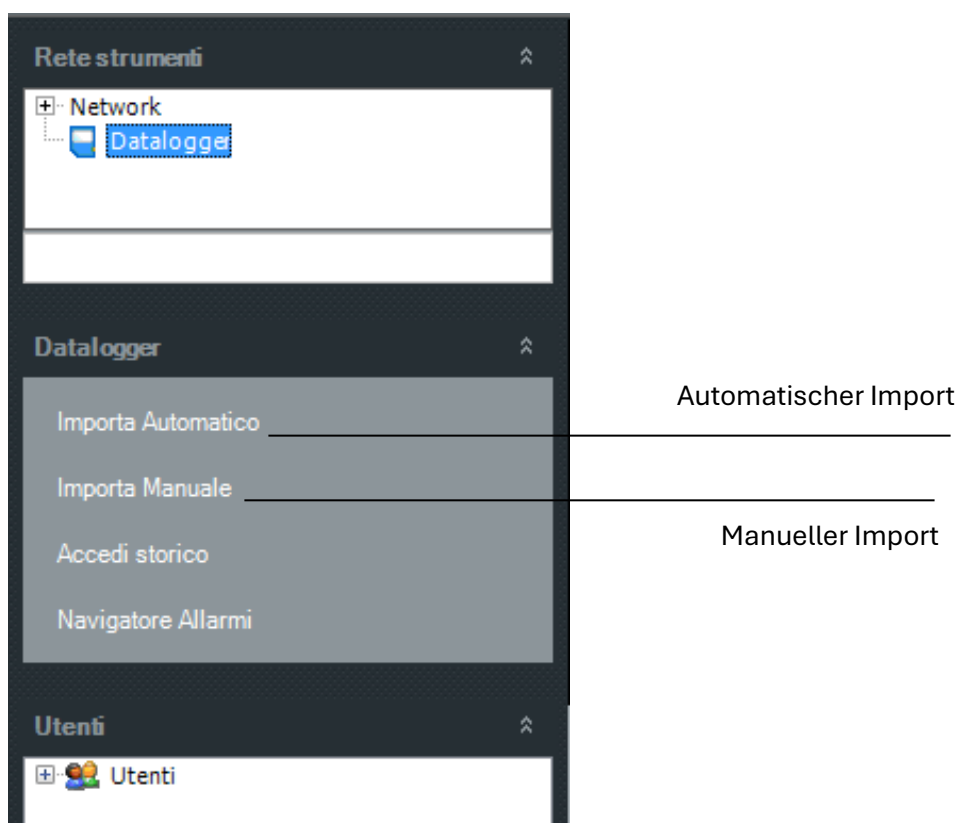 Rete strumenti
Network
Datalogger
Datalogger
Importa Automatico
Automatischer Import
Importa Manuale
Manueller Import
Accedi storico
Navigatore Allarmi
Utenti
Utenti